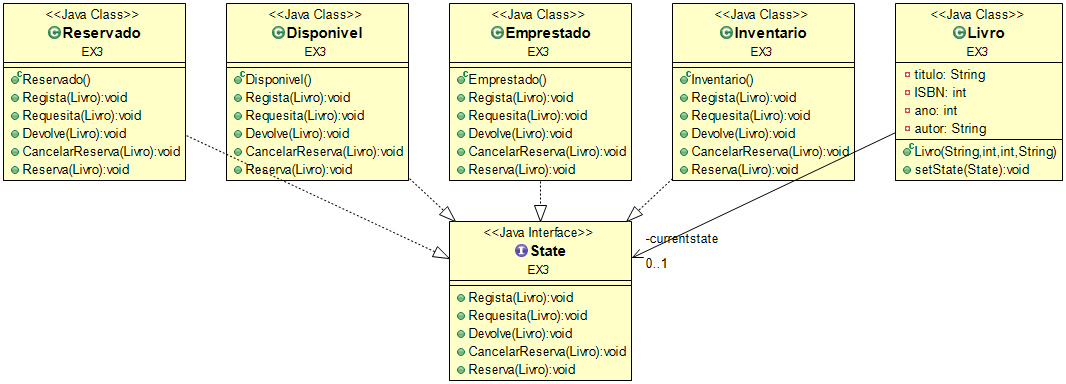 <<Java Class>>
Reservado
EX3
Reservado()
Regista(Livro):void
Requesita(Livro):void
Devolve(Livro):void
CancelarReserva(Livro):void
Reserva(Livro):void
<<Java Class>>
Disponivel
EX3
Disponivel()
Regista(Livro):void
Requesita(Livro):void
Devolve(Livro):void
CancelarReserva(Livro):void
Reserva(Livro):void
<<Java Class>>
Emprestado
EX3
Emprestado()
Regista(Livro):void
Requesita(Livro):void
Devolve(Livro):void
CancelarReserva(Livro):void
Reserva(Livro):void
<<Java Class>>
Inventario
EX3
Inventario()
Regista(Livro):void
Requesita(Livro):void
Devolve(Livro):void
CancelarReserva(Livro):void
Reserva(Livro):void
<<Java Class>>
Livro
EX3
titulo: String
ISBN: int
ano: int
autor: String
Livro(String,int,int,String)
setState(State):void
-currentstate
0..1
<<Java Interface>>
State
EX3
Regista(Livro):void
Requesita(Livro):void
Devolve(Livro):void
CancelarReserva(Livro):void
Reserva(Livro):void